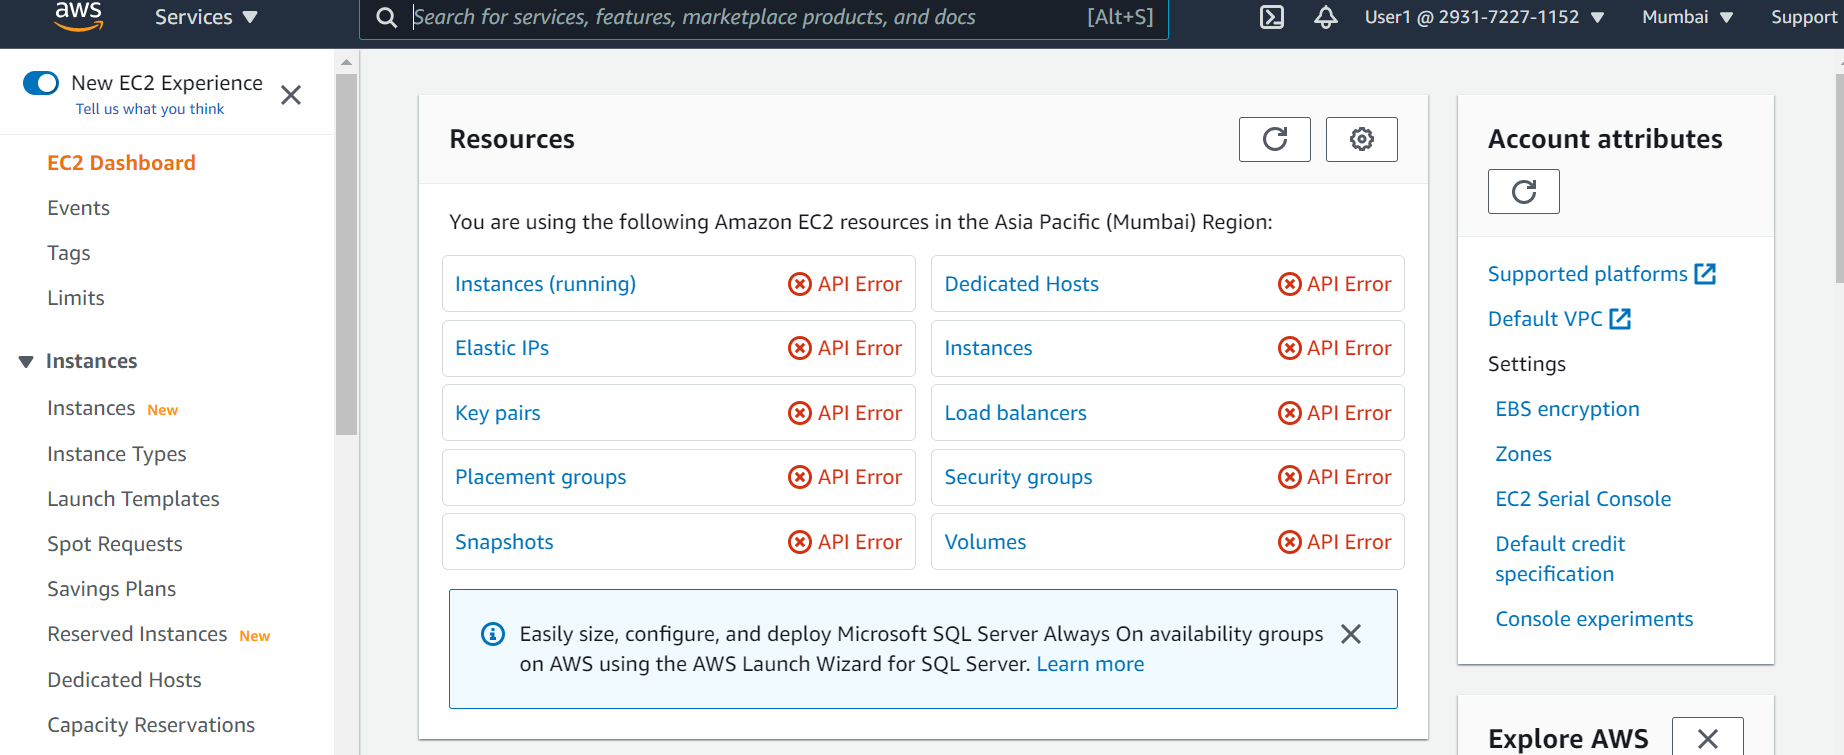 aws
Services
Search for services, features, marketplace products, and docs
[Alt+S]
User1 @ 2931-7227-1152
Mumbai
Support
New EC2 Experience
Tell us what you think
EC2 Dashboard
Events
Tags
Limits
Instances
Instances New
Instance Types
Launch Templates
Spot Requests
Savings Plans
Reserved Instances New
Dedicated Hosts
Capacity Reservations
Resources
You are using the following Amazon EC2 resources in the Asia Pacific (Mumbai) Region:
Instances (running) API Error
Dedicated Hosts API Error
Elastic IPs API Error
Instances API Error
Key pairs API Error
Load balancers API Error
Placement groups API Error
Security groups API Error
Snapshots API Error
Volumes API Error
Easily size, configure, and deploy Microsoft SQL Server Always On availability groups
on AWS using the AWS Launch Wizard for SQL Server. Learn more
Account attributes
Supported platforms
Default VPC
Settings
EBS encryption
Zones
EC2 Serial Console
Default credit
specification
Console experiments
Explore AWS